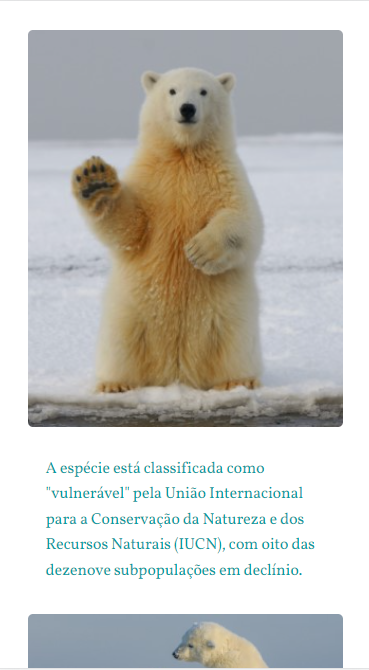 A espécie está classificada como
"vulnerável" pela União Internacional
para a Conservação da Natureza e dos
Recursos Naturais (IUCN), com oito das
dezenove subpopulações em declínio.